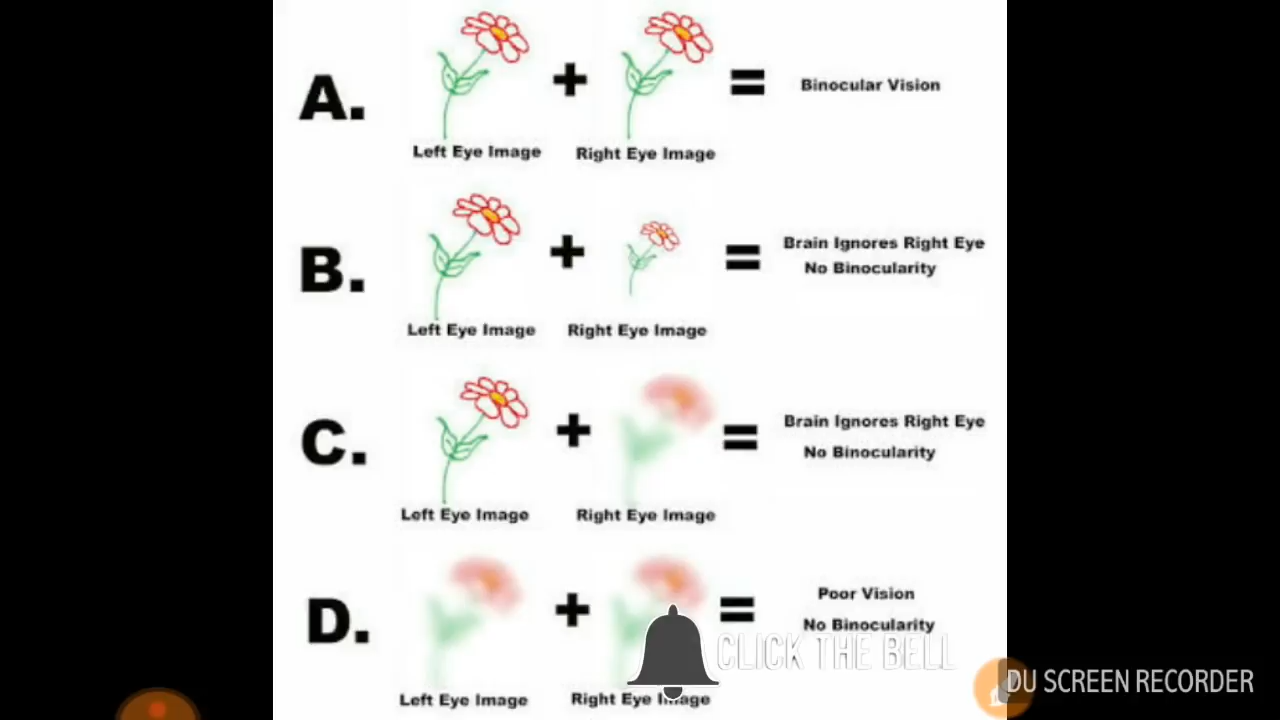 A.
+
=
Binocular Vision
Left Eye Image
Right Eye Image
B.
+
=
Brain Ignores Right Eye
No Binocularity
Left Eye Image
Right Eye Image
C.
+
=
Brain Ignores Right Eye
No Binocularity
Left Eye Image
Right Eye Image
D.
+
=
Poor Vision
No Binocularity
CLICK THE BELL
DU SCREEN RECORDER
Left Eye Image
Right Eye Image